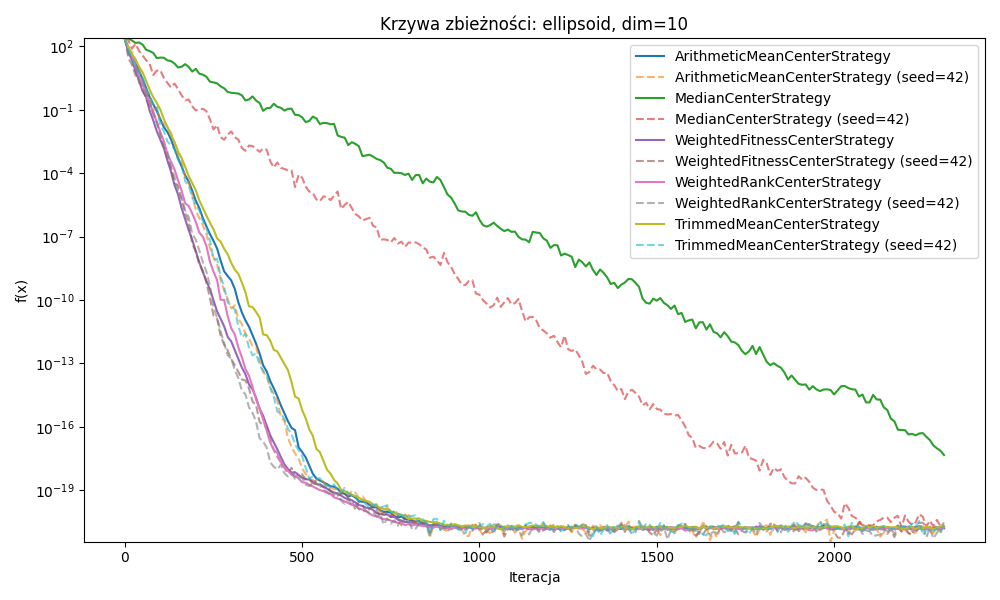 Krzywa zbieżności: ellipsoid, dim=10
f(x)
10^2
10^-1
10^-4
10^-7
10^-10
10^-13
10^-16
10^-19
ArithmeticMeanCenterStrategy
ArithmeticMeanCenterStrategy (seed=42)
MedianCenterStrategy
MedianCenterStrategy (seed=42)
WeightedFitnessCenterStrategy
WeightedFitnessCenterStrategy (seed=42)
WeightedRankCenterStrategy
WeightedRankCenterStrategy (seed=42)
TrimmedMeanCenterStrategy
TrimmedMeanCenterStrategy (seed=42)
0 500 1000 1500 2000
Iteracja